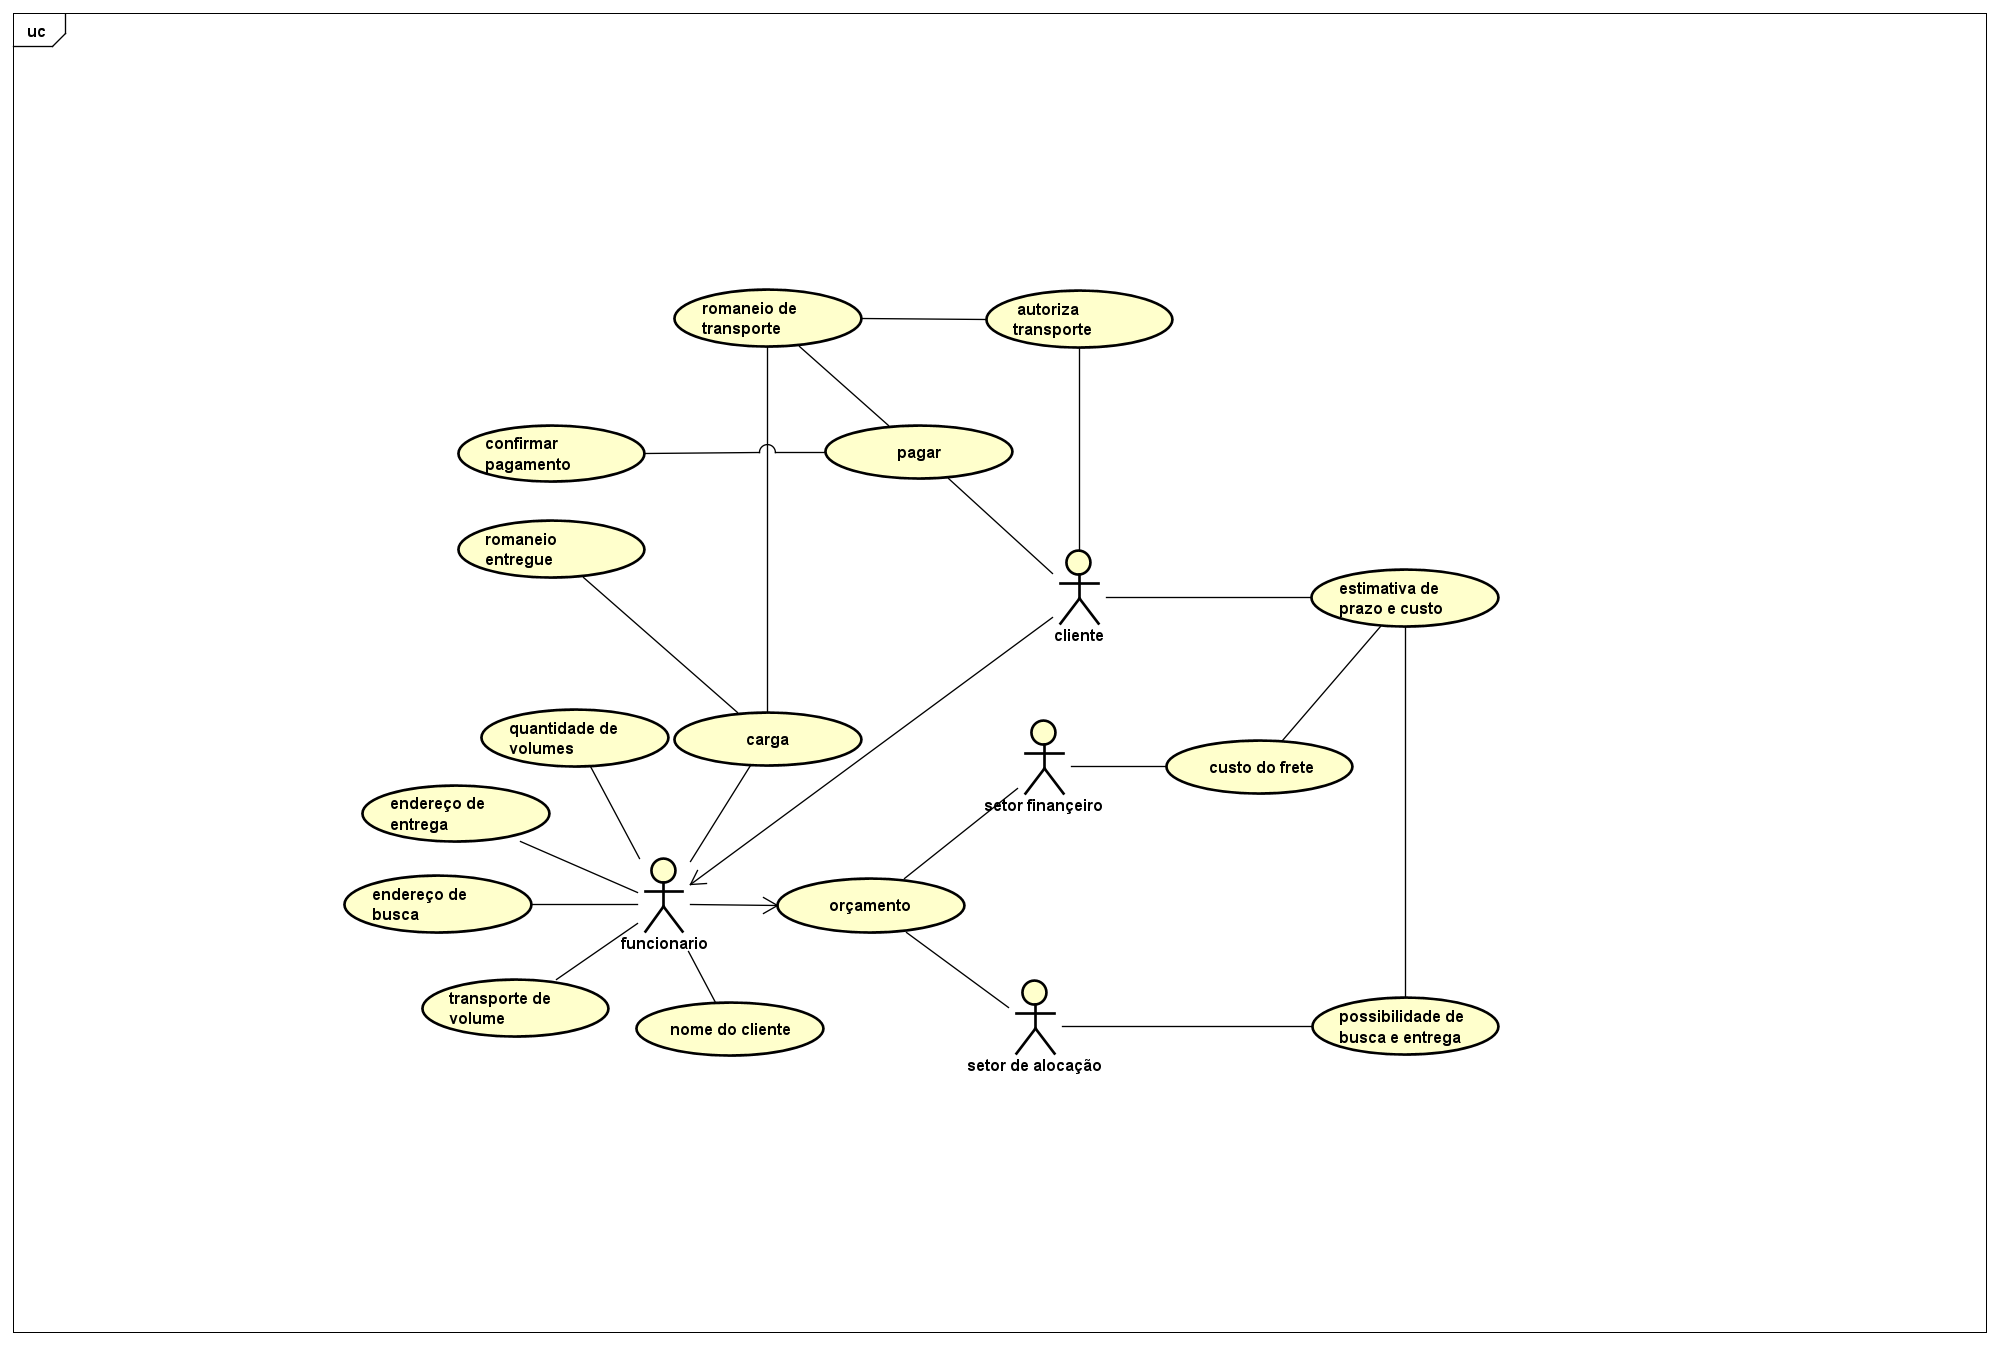 uc
romaneio de
transporte
autoriza
transporte
confirmar
pagamento
pagar
romaneio
entregue
cliente
estimativa de
prazo e custo
quantidade de
volumes
carga
setor finançeiro
custo do frete
endereço de
entrega
endereço de
busca
funcionario
orçamento
transporte de
volume
nome do cliente
setor de alocação
possibilidade de
busca e entrega